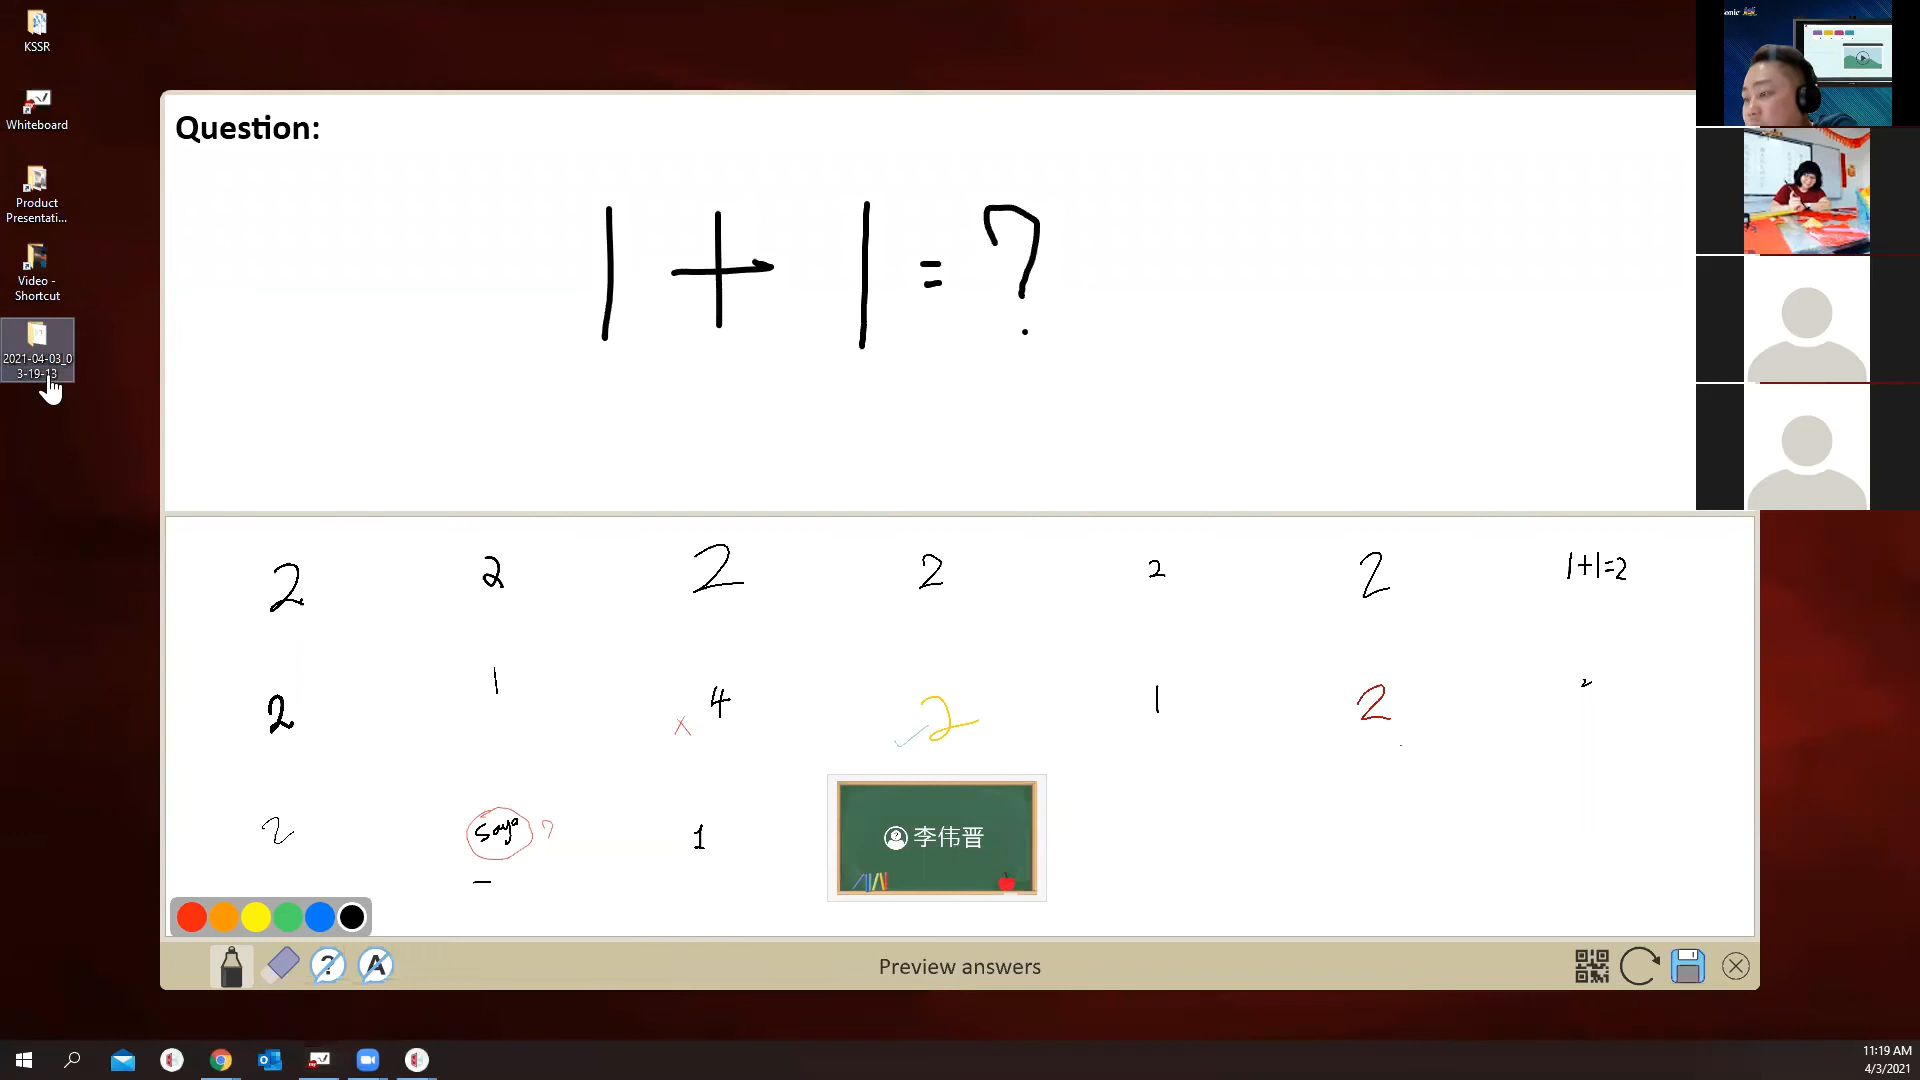 KSSR
Whiteboard
Product
Presentati...
Video -
Shortcut
2021-04-03_0
3-19-13
Question:
1 + 1 = ?
2 2 2 2 2 2 1+1=2
2 1 x 4 2 1 2 2
2 saya ? 1 李伟晋
Preview answers
11:19 AM
4/3/2021